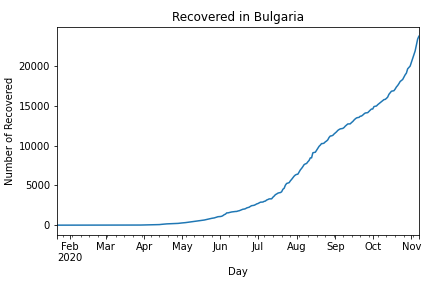 Recovered in Bulgaria
Number of Recovered
20000
15000
10000
5000
0
Feb Mar Apr May Jun Jul Aug Sep Oct Nov
2020
Day